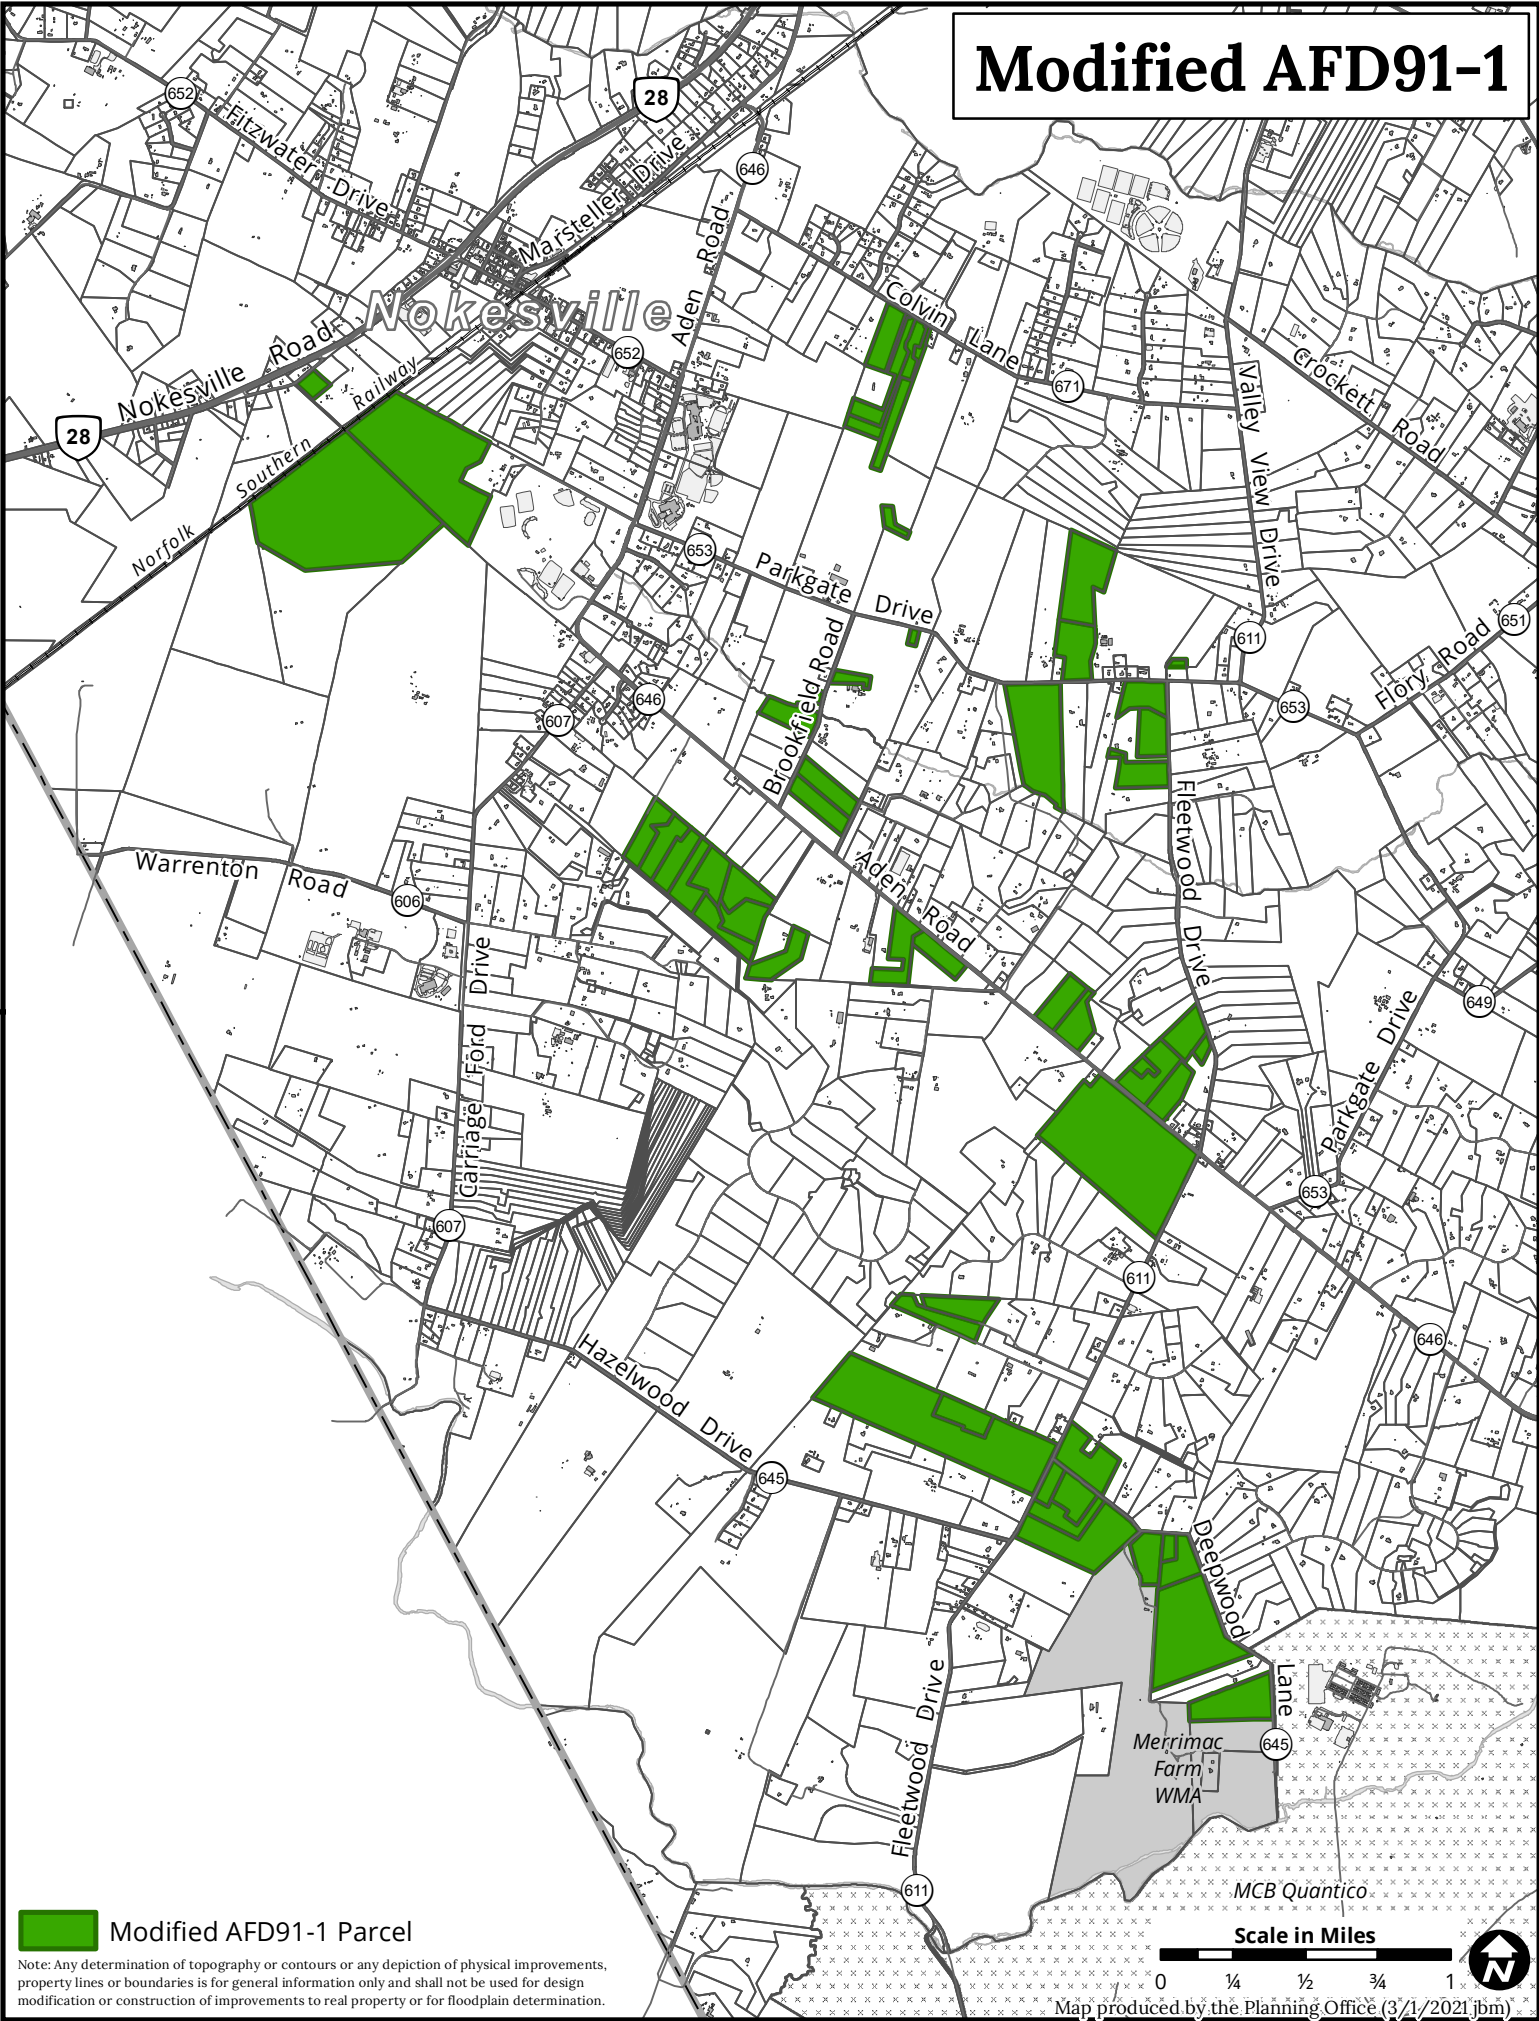 Modified AFD91-1
652
28
Fitzwater Drive
Marsteller Drive
646
Nokesville
Aden Road
Colvin Lane
671
652
Nokesville Road
28
Norfolk Southern Railway
Crockett Road
Valley View Drive
653
Parkgate Drive
651
611
Flory Road
653
Brookfield Road
646
607
Fleetwood Drive
Warrenton Road
606
Aden Road
Carriage Ford Drive
649
Parkgate Drive
653
607
611
646
Hazelwood Drive
645
Deepwood Lane
Fleetwood Drive
Merrimac
Farm
WMA
645
611
MCB Quantico
Modified AFD91-1 Parcel
Note: Any determination of topography or contours or any depiction of physical improvements,
property lines or boundaries is for general information only and shall not be used for design
modification or construction of improvements to real property or for floodplain determination.
Scale in Miles
0 1⁄4 1⁄2 3⁄4 1
N
Map produced by the Planning Office (3/1/2021 jbm)